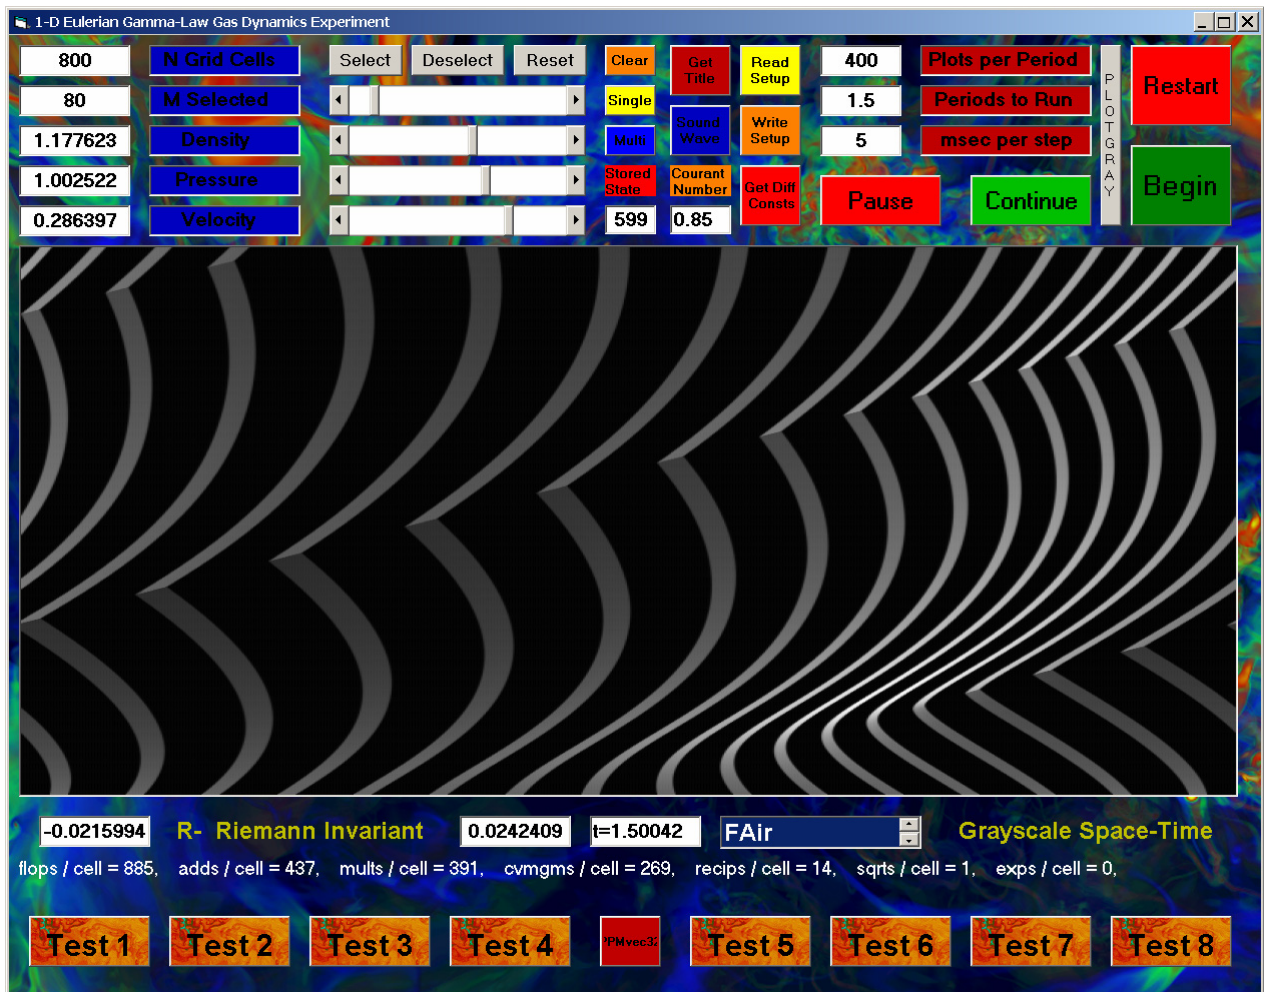 1-D Eulerian Gamma-Law Gas Dynamics Experiment
800 N Grid Cells Select Deselect Reset Clear Get Title Read Setup 400 Plots per Period PLOTGRAY Restart
80 M Selected Single Sound Wave Write Setup 1.5 Periods to Run
1.177623 Density Multi 5 msec per step
1.002522 Pressure Stored State Courant Number Get Diff Consts Pause Continue Begin
0.286397 Velocity 599 0.85
-0.0215994 R- Riemann Invariant 0.0242409 t=1.50042 FAir Grayscale Space-Time
flops / cell = 885, adds / cell = 437, mults / cell = 391, cvmgms / cell = 269, recips / cell = 14, sqrts / cell = 1, exps / cell = 0,
Test 1 Test 2 Test 3 Test 4 Test 5 Test 6 Test 7 Test 8